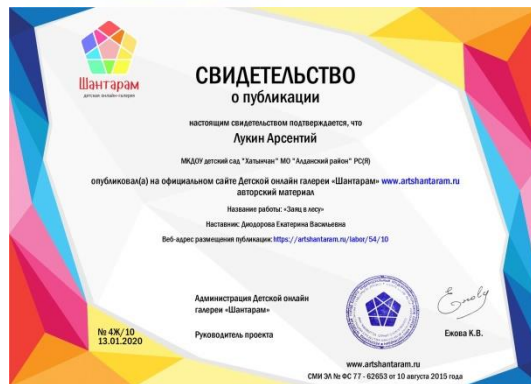 Шантарам
детская онлайн-галерея
СВИДЕТЕЛЬСТВО
о публикации
настоящим свидетельством подтверждается, что
Лукин Арсентий
МКДОУ детский сад "Хатынчан" МО "Алданский район" РС(Я)
опубликовал(а) на официальном сайте Детской онлайн галереи «Шантарам» www.artshantaram.ru
авторский материал
Название работы: «Заяц в лесу»
Наставник: Диодорова Екатерина Васильевна
Веб-адрес размещения публикации: https://artshantaram.ru/labor/54/10
Администрация Детской онлайн
галереи «Шантарам»
№ 4Ж/10
13.01.2020
Руководитель проекта
Ежова К.В.
www.artshantaram.ru
СМИ ЭЛ № ФС 77 - 62653 от 10 августа 2015 года